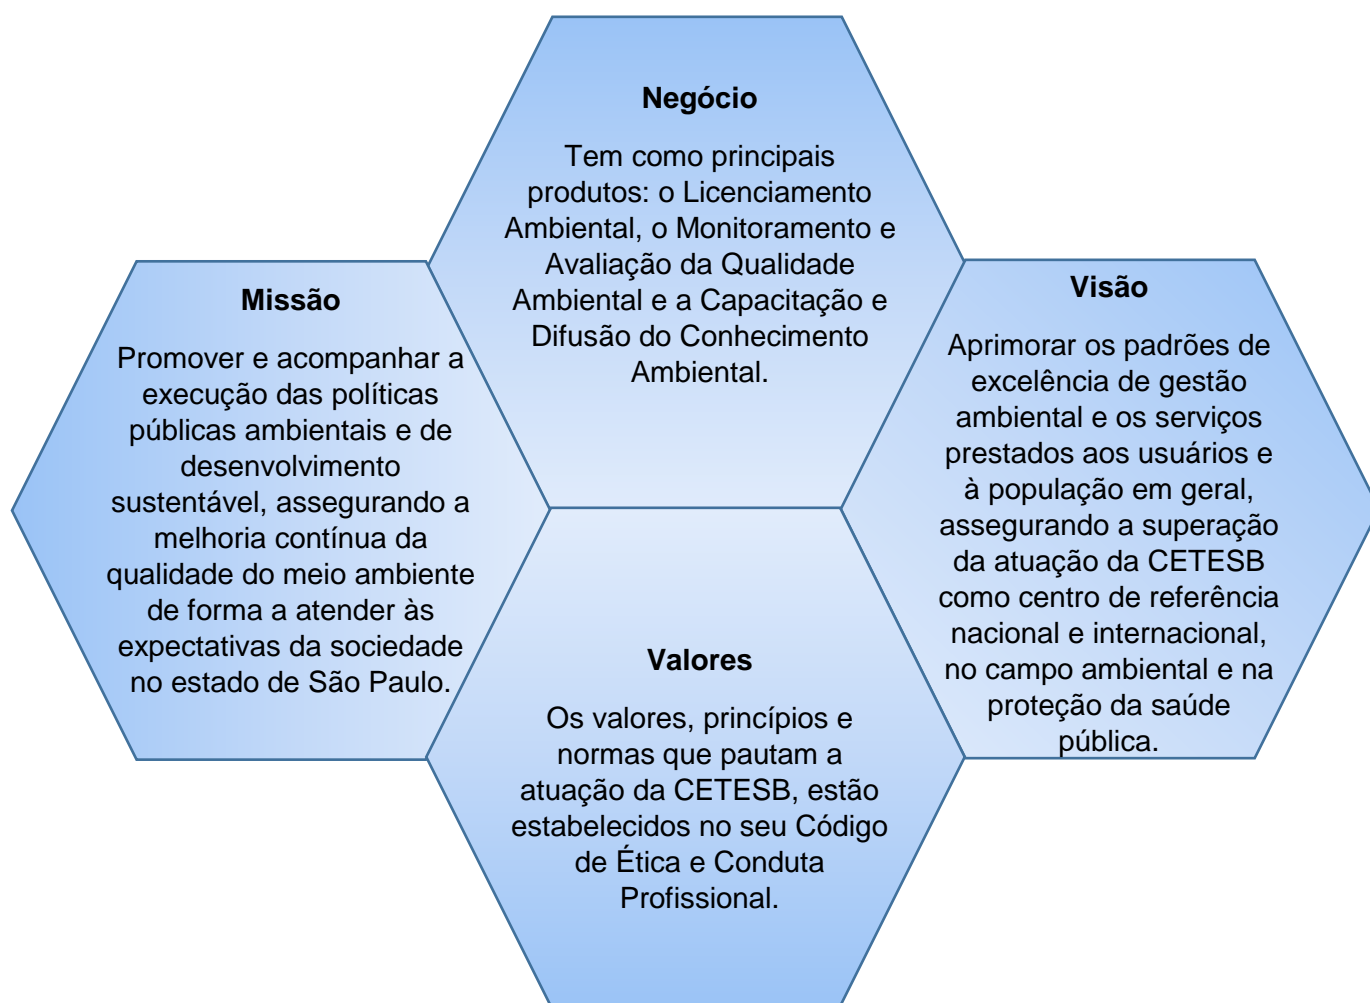 Negócio
Tem como principais
produtos: o Licenciamento
Ambiental, o Monitoramento e
Avaliação da Qualidade
Ambiental e a Capacitação e
Difusão do Conhecimento
Ambiental.
Missão
Promover e acompanhar a
execução das políticas
públicas ambientais e de
desenvolvimento
sustentável, assegurando a
melhoria contínua da
qualidade do meio ambiente
de forma a atender às
expectativas da sociedade
no estado de São Paulo.
Visão
Aprimorar os padrões de
excelência de gestão
ambiental e os serviços
prestados aos usuários e
à população em geral,
assegurando a superação
da atuação da CETESB
como centro de referência
nacional e internacional,
no campo ambiental e na
proteção da saúde
pública.
Valores
Os valores, princípios e
normas que pautam a
atuação da CETESB, estão
estabelecidos no seu Código
de Ética e Conduta
Profissional.